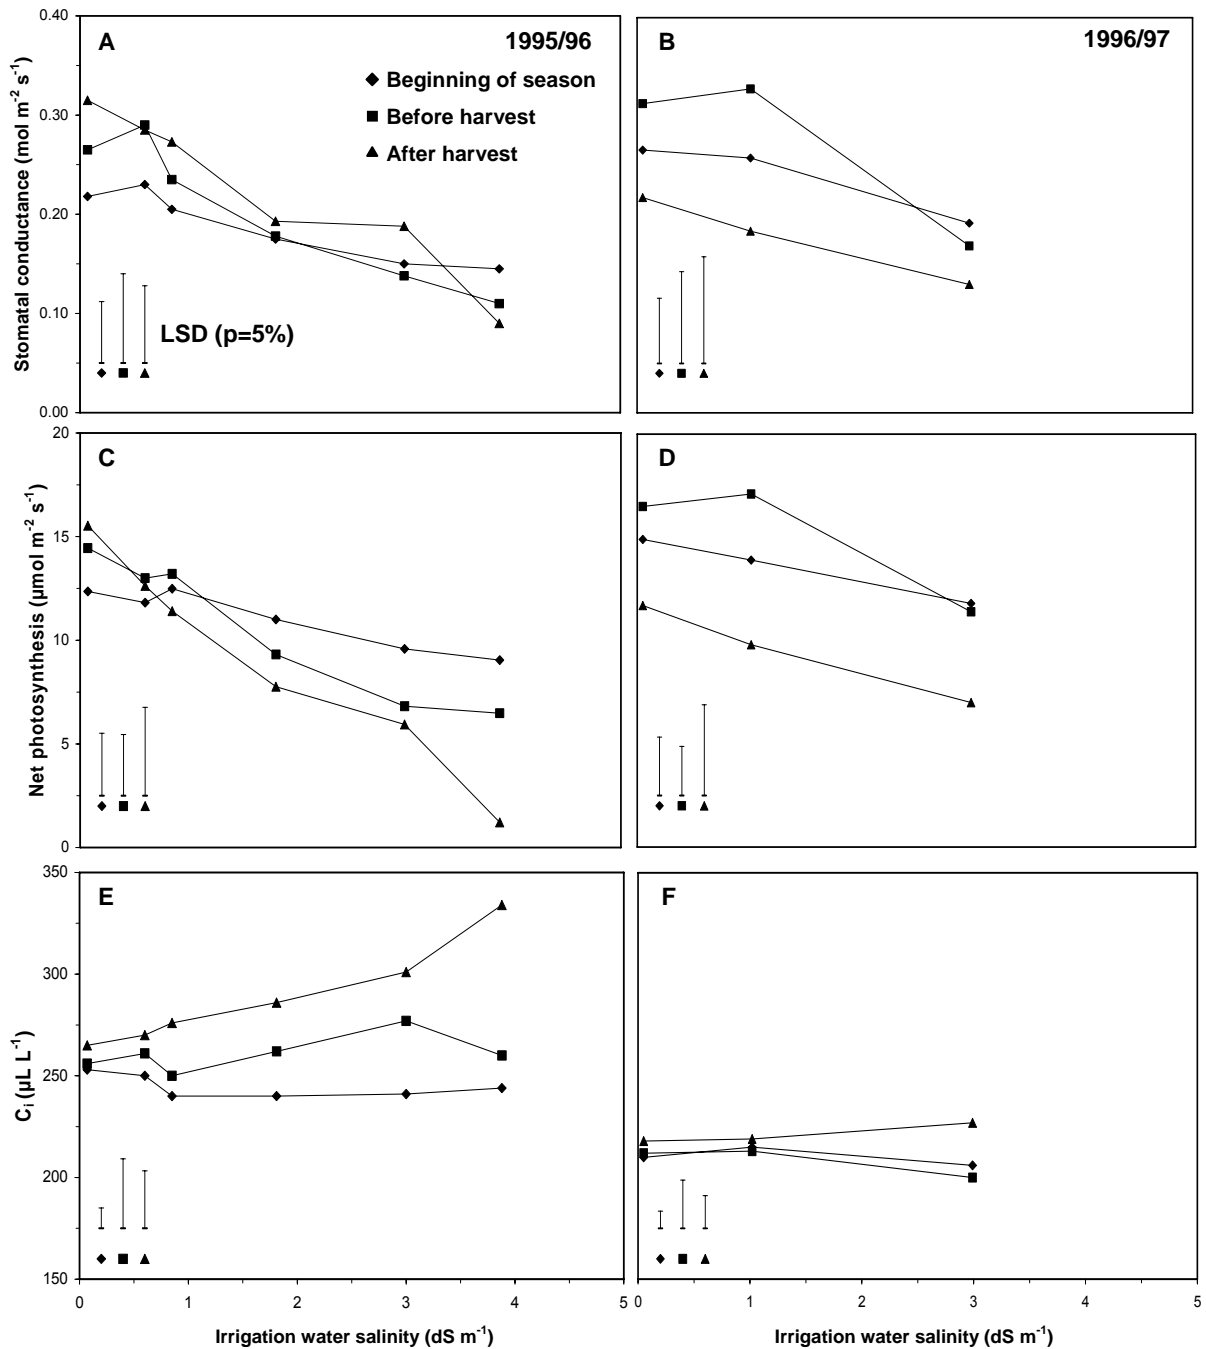 A
1995/96
Beginning of season
Before harvest
After harvest
LSD (p=5%)
Stomatal conductance (mol m⁻² s⁻¹)
0.40
0.30
0.20
0.10
0.00
B
1996/97
C
Net photosynthesis (µmol m⁻² s⁻¹)
20
15
10
5
0
D
E
Cᵢ (µL L⁻¹)
350
300
250
200
150
0 1 2 3 4 5
Irrigation water salinity (dS m⁻¹)
F
0 1 2 3 4 5
Irrigation water salinity (dS m⁻¹)